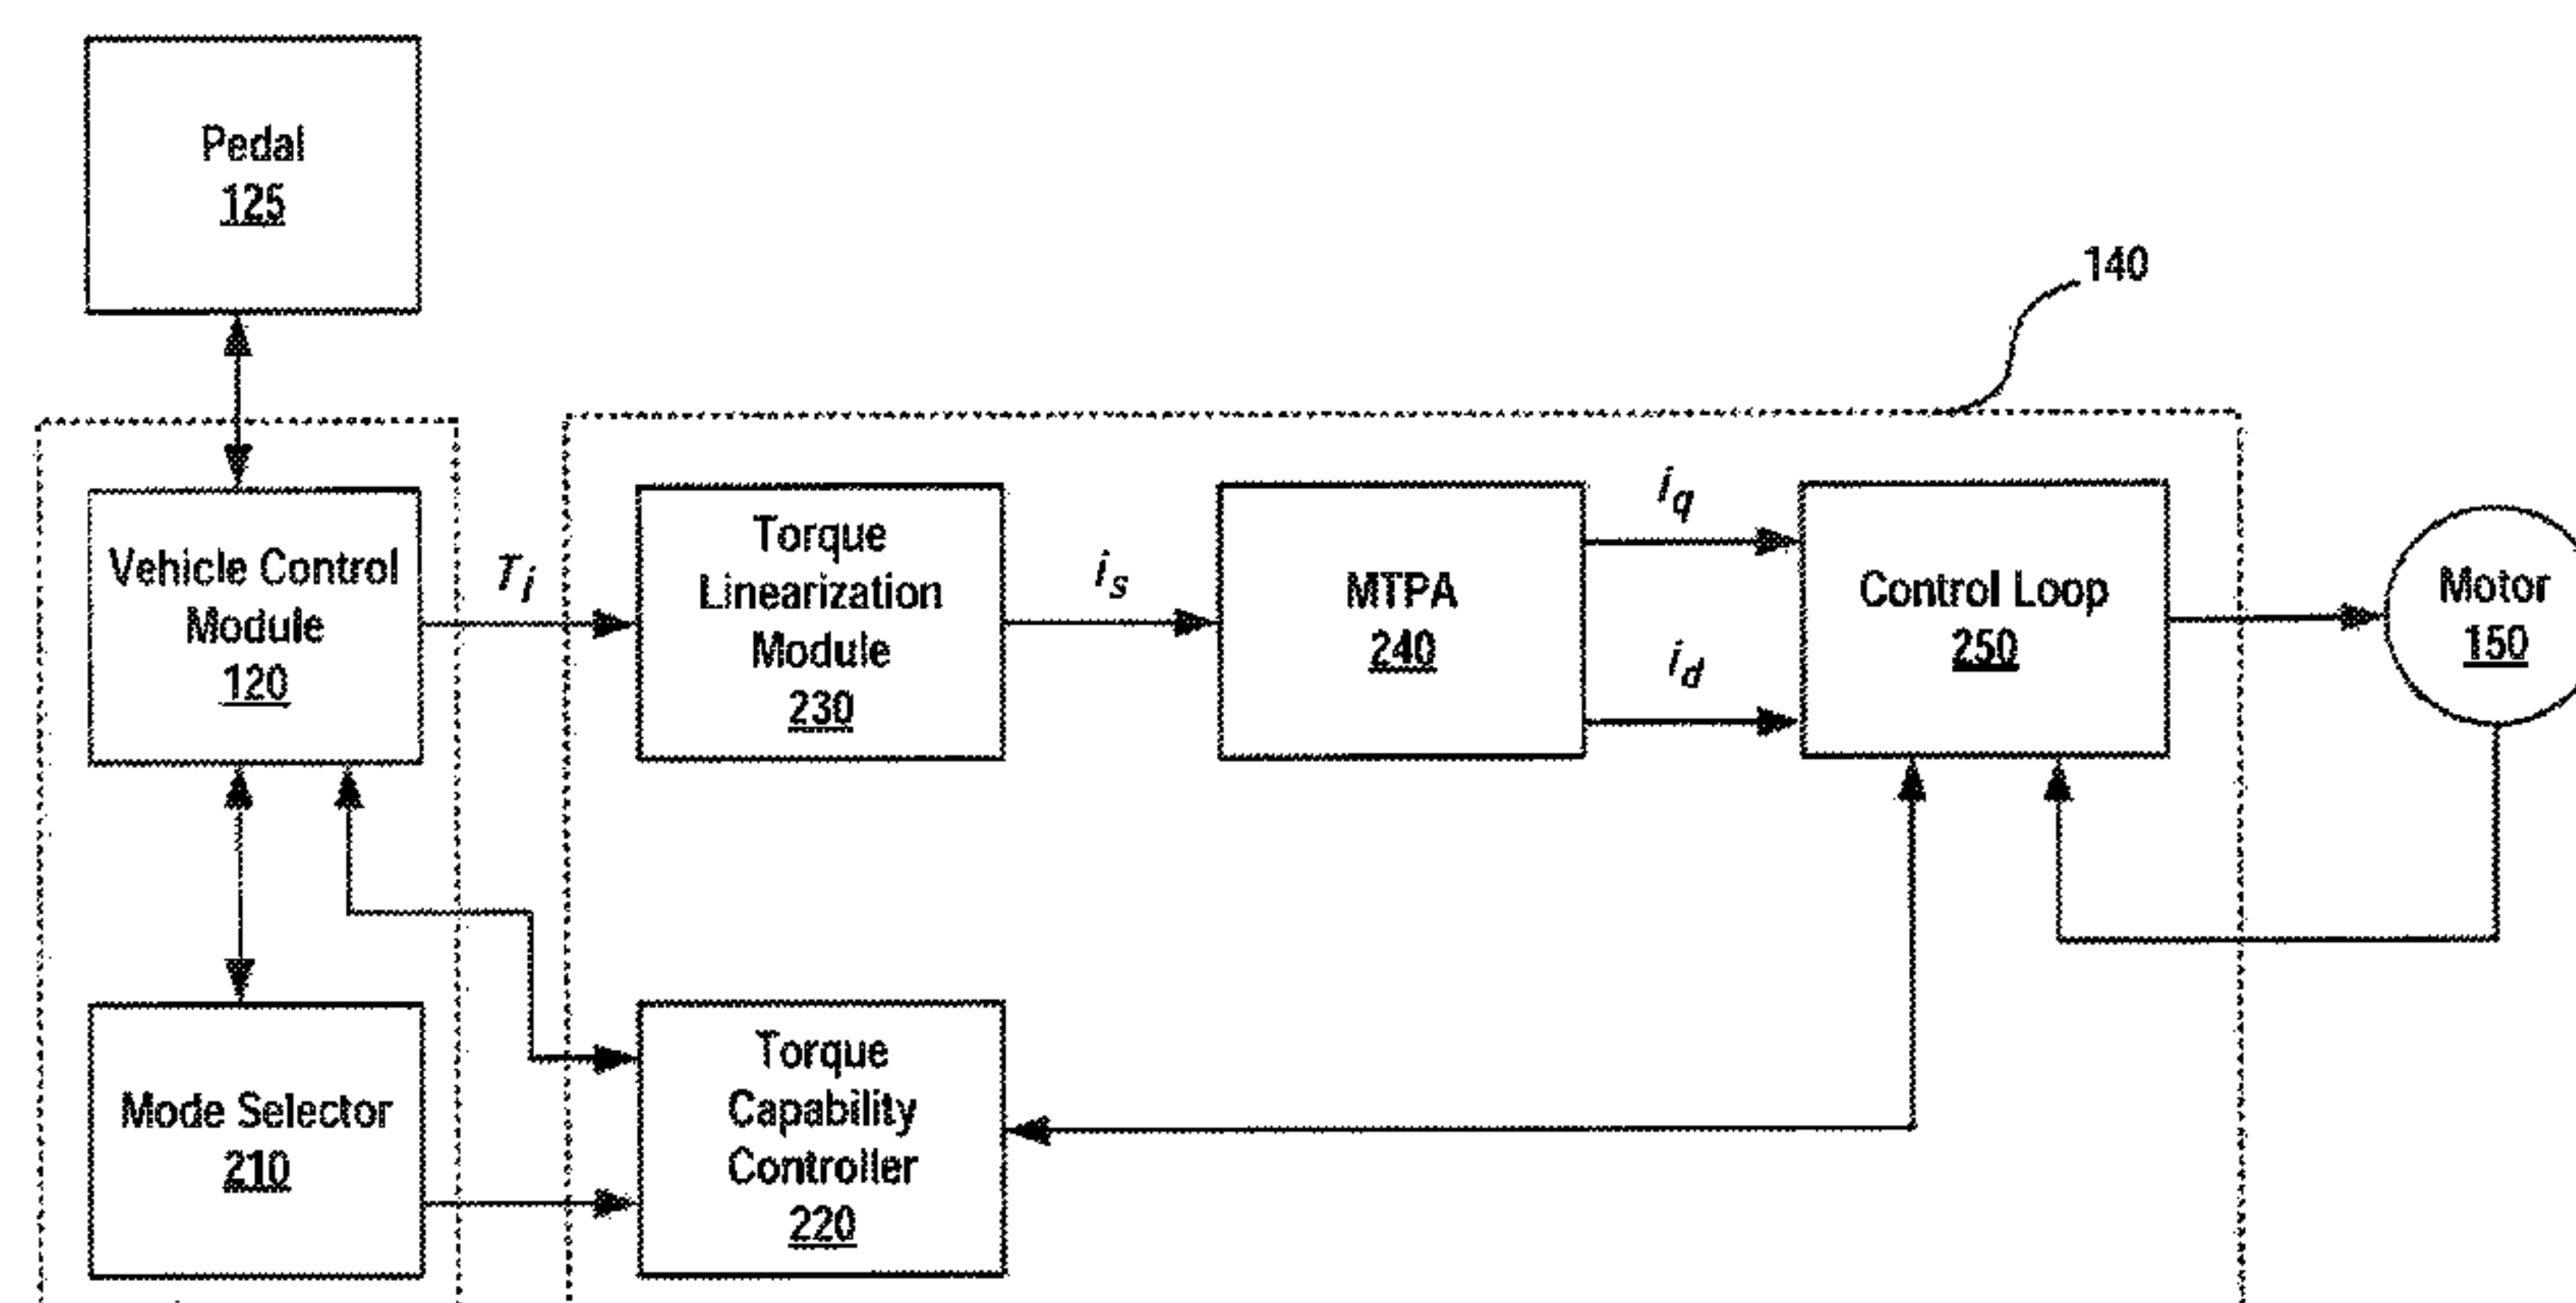 Pedal
125
140
Vehicle Control
Module
120
Ti
Torque
Linearization
Module
230
is
MTPA
240
iq
id
Control Loop
250
Motor
150
Mode Selector
210
Torque
Capability
Controller
220